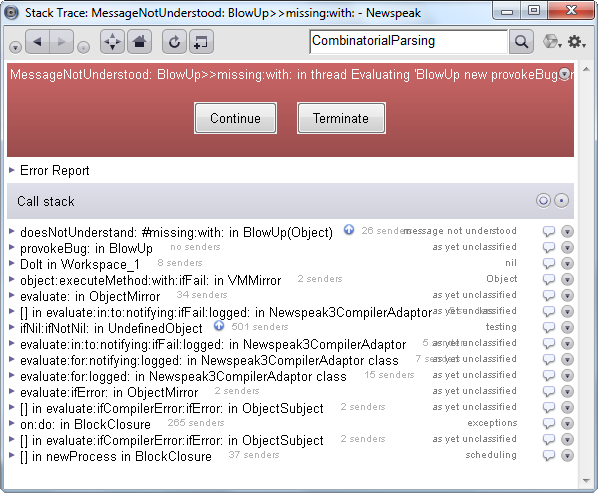 Stack Trace: MessageNotUnderstood: BlowUp>>missing:with: - Newspeak
CombinatorialParsing
MessageNotUnderstood: BlowUp>>missing:with: in thread Evaluating 'BlowUp new provokeBug
Continue Terminate
Error Report
Call stack
doesNotUnderstand: #missing:with: in BlowUp(Object) 26 senders message not understood
provokeBug: in BlowUp no senders as yet unclassified
DoIt in Workspace_1 8 senders nil
object:executeMethod:with:ifFail: in VMMirror 2 senders Object
evaluate: in ObjectMirror 34 senders as yet unclassified
[] in evaluate:in:to:notifying:ifFail:logged: in Newspeak3CompilerAdaptor as yet unclassified
ifNil:ifNotNil: in UndefinedObject 501 senders testing
evaluate:in:to:notifying:ifFail:logged: in Newspeak3CompilerAdaptor 5 senders as yet unclassified
evaluate:for:notifying:logged: in Newspeak3CompilerAdaptor class 7 senders as yet unclassified
evaluate:for:logged: in Newspeak3CompilerAdaptor class 15 senders as yet unclassified
evaluate:ifError: in ObjectMirror 2 senders as yet unclassified
[] in evaluate:ifCompilerError:ifError: in ObjectSubject 2 senders as yet unclassified
on:do: in BlockClosure 265 senders exceptions
[] in evaluate:ifCompilerError:ifError: in ObjectSubject 2 senders as yet unclassified
[] in newProcess in BlockClosure 37 senders scheduling